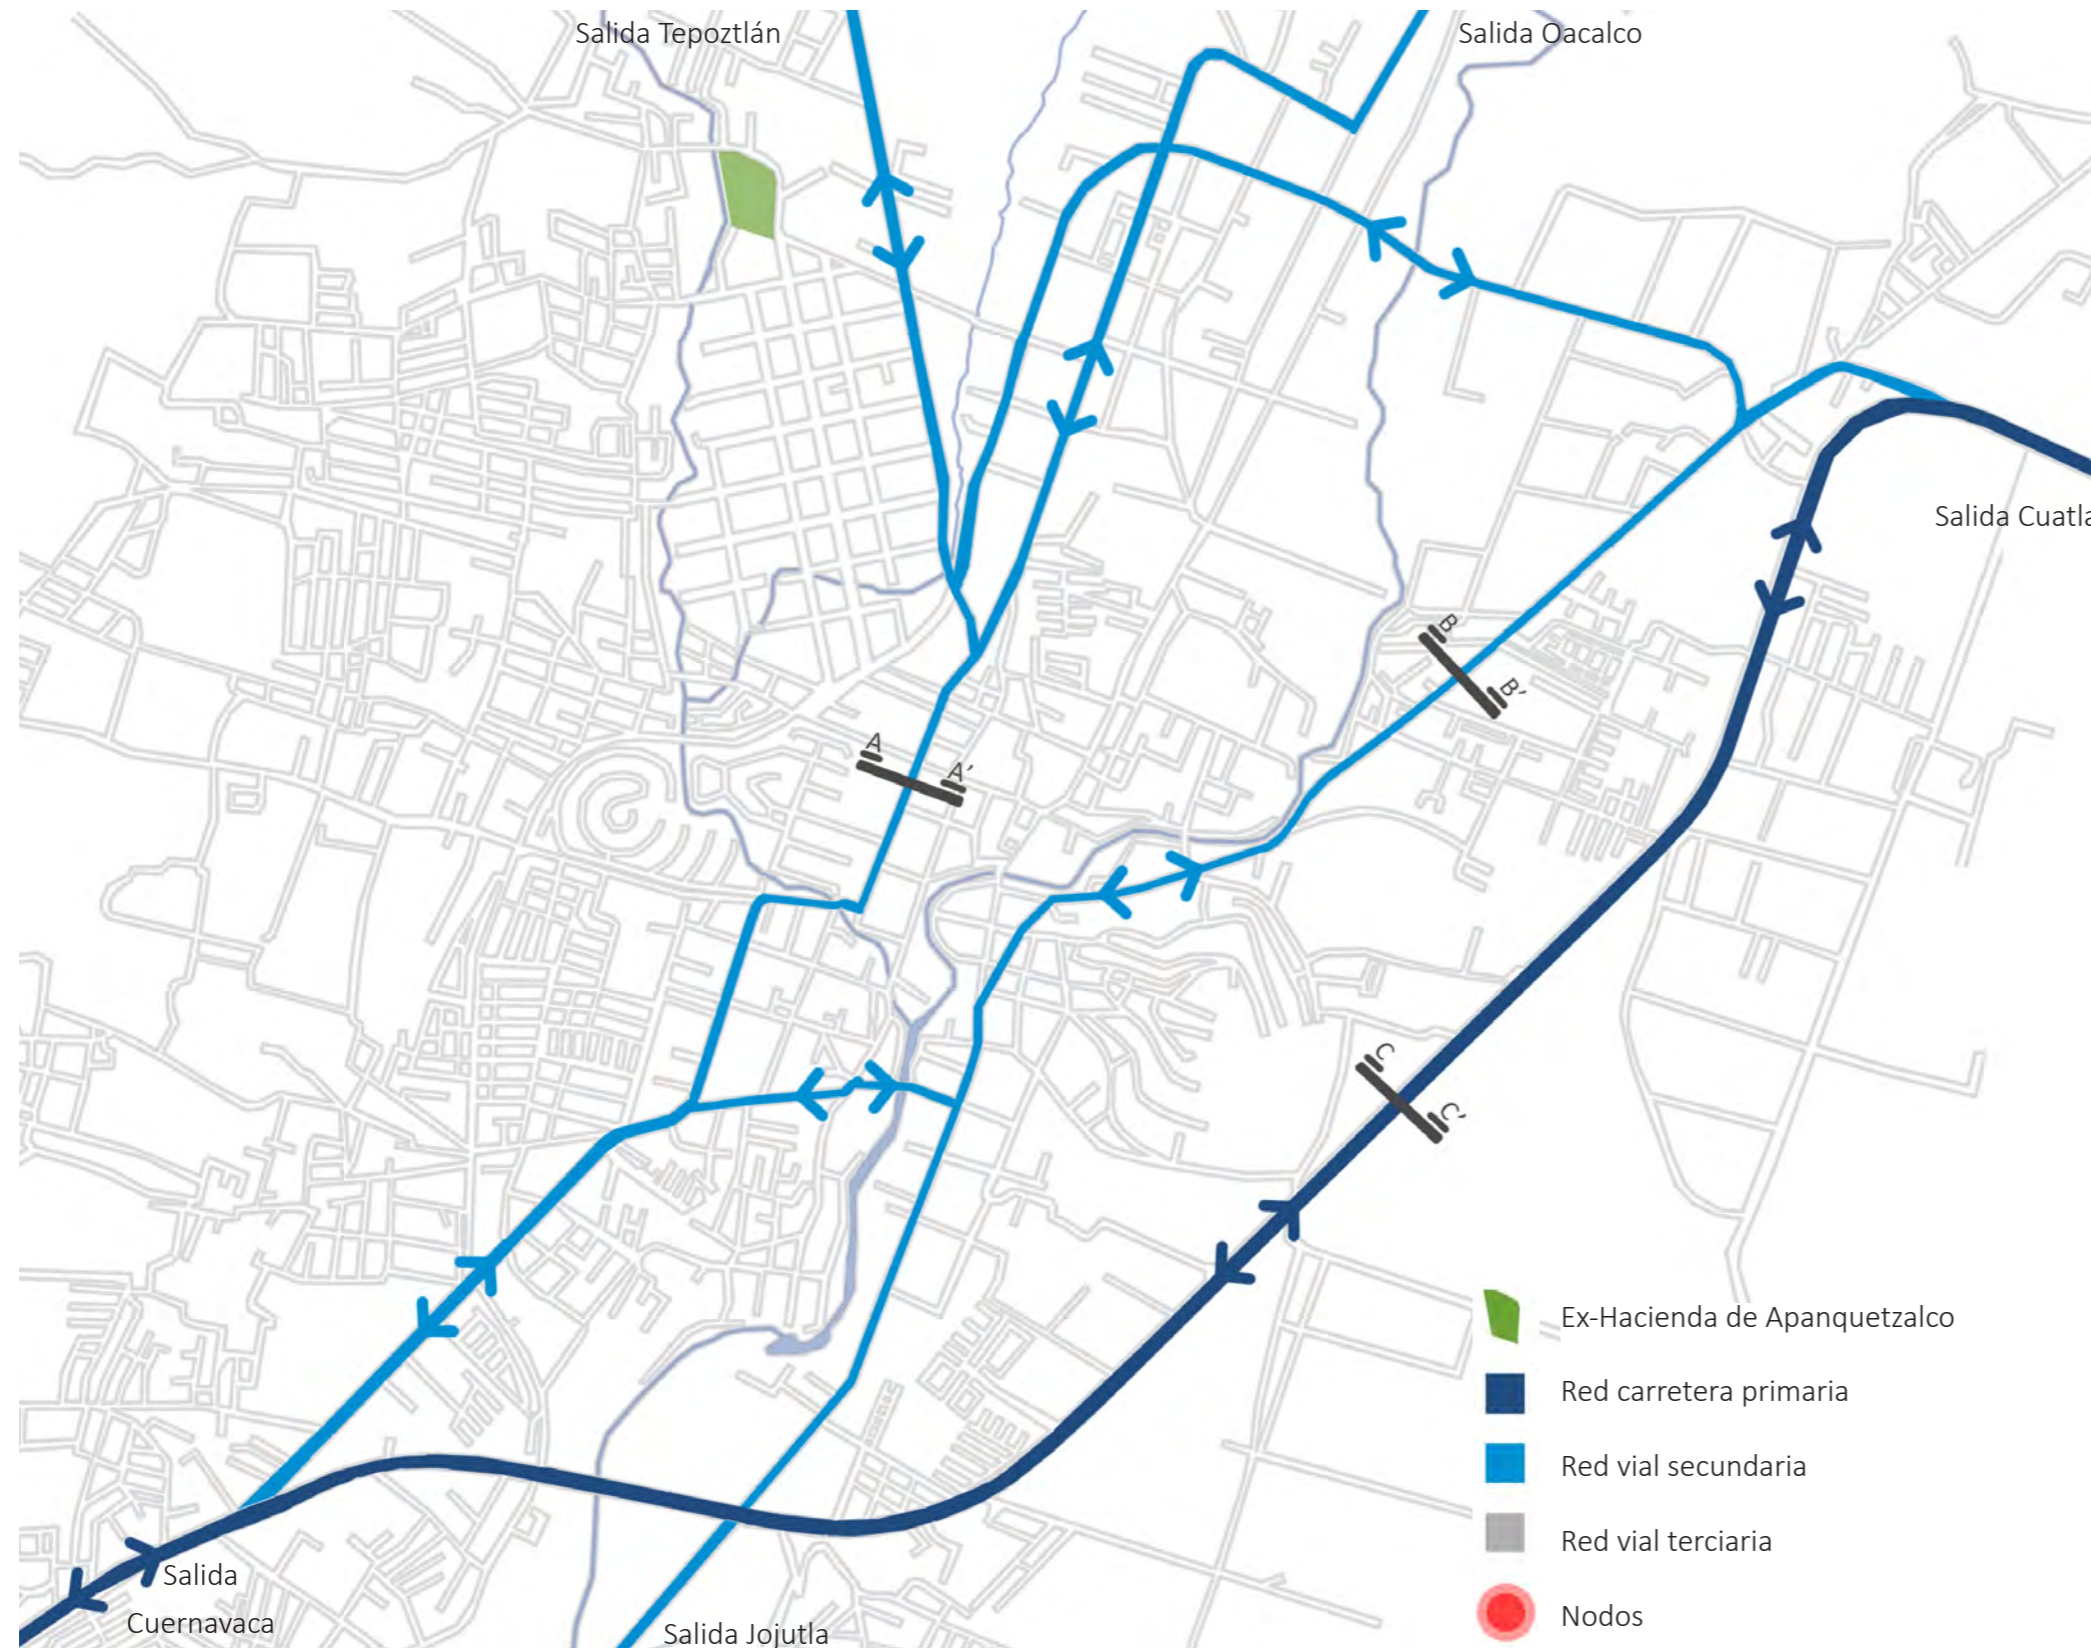 Salida Tepoztlán
Salida Oacalco
Salida Cuatla
B
B'
A
A'
C
C'
Ex-Hacienda de Apanquetzalco
Red carretera primaria
Red vial secundaria
Red vial terciaria
Nodos
Salida
Cuernavaca
Salida Jojutla